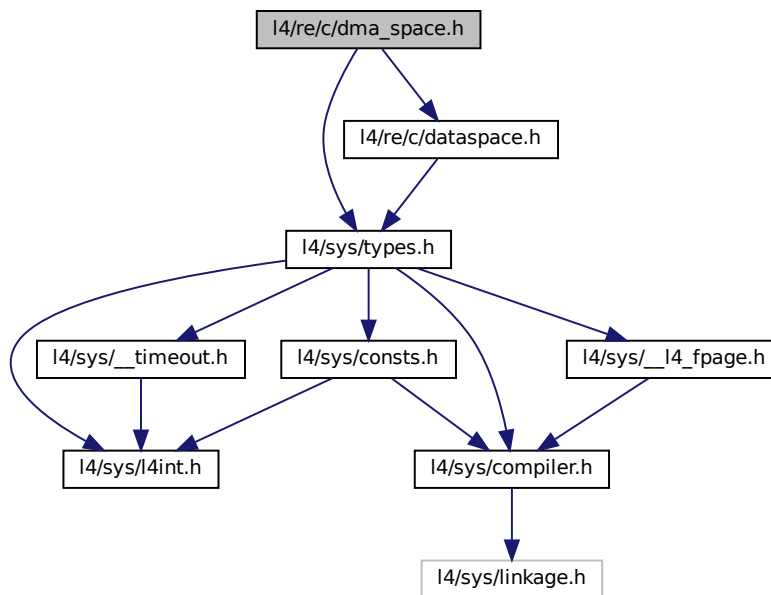 l4/re/c/dma_space.h
l4/re/c/dataspace.h
l4/sys/types.h
l4/sys/__timeout.h
l4/sys/consts.h
l4/sys/__l4_fpage.h
l4/sys/l4int.h
l4/sys/compiler.h
l4/sys/linkage.h